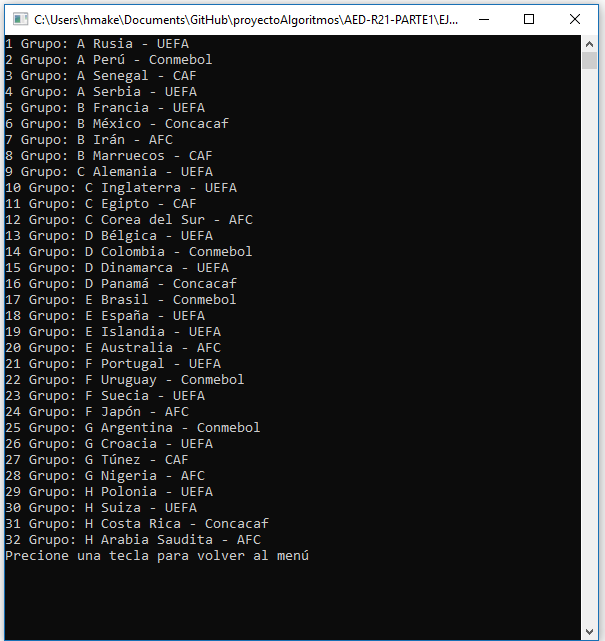 C:\Users\hmake\Documents\GitHub\proyectoAlgoritmos\AED-R21-PARTE1\EJ...
1 Grupo: A Rusia - UEFA
2 Grupo: A Perú - Conmebol
3 Grupo: A Senegal - CAF
4 Grupo: A Serbia - UEFA
5 Grupo: B Francia - UEFA
6 Grupo: B México - Concacaf
7 Grupo: B Irán - AFC
8 Grupo: B Marruecos - CAF
9 Grupo: C Alemania - UEFA
10 Grupo: C Inglaterra - UEFA
11 Grupo: C Egipto - CAF
12 Grupo: C Corea del Sur - AFC
13 Grupo: D Bélgica - UEFA
14 Grupo: D Colombia - Conmebol
15 Grupo: D Dinamarca - UEFA
16 Grupo: D Panamá - Concacaf
17 Grupo: E Brasil - Conmebol
18 Grupo: E España - UEFA
19 Grupo: E Islandia - UEFA
20 Grupo: E Australia - AFC
21 Grupo: F Portugal - UEFA
22 Grupo: F Uruguay - Conmebol
23 Grupo: F Suecia - UEFA
24 Grupo: F Japón - AFC
25 Grupo: G Argentina - Conmebol
26 Grupo: G Croacia - UEFA
27 Grupo: G Túnez - CAF
28 Grupo: G Nigeria - AFC
29 Grupo: H Polonia - UEFA
30 Grupo: H Suiza - UEFA
31 Grupo: H Costa Rica - Concacaf
32 Grupo: H Arabia Saudita - AFC
Precione una tecla para volver al menú